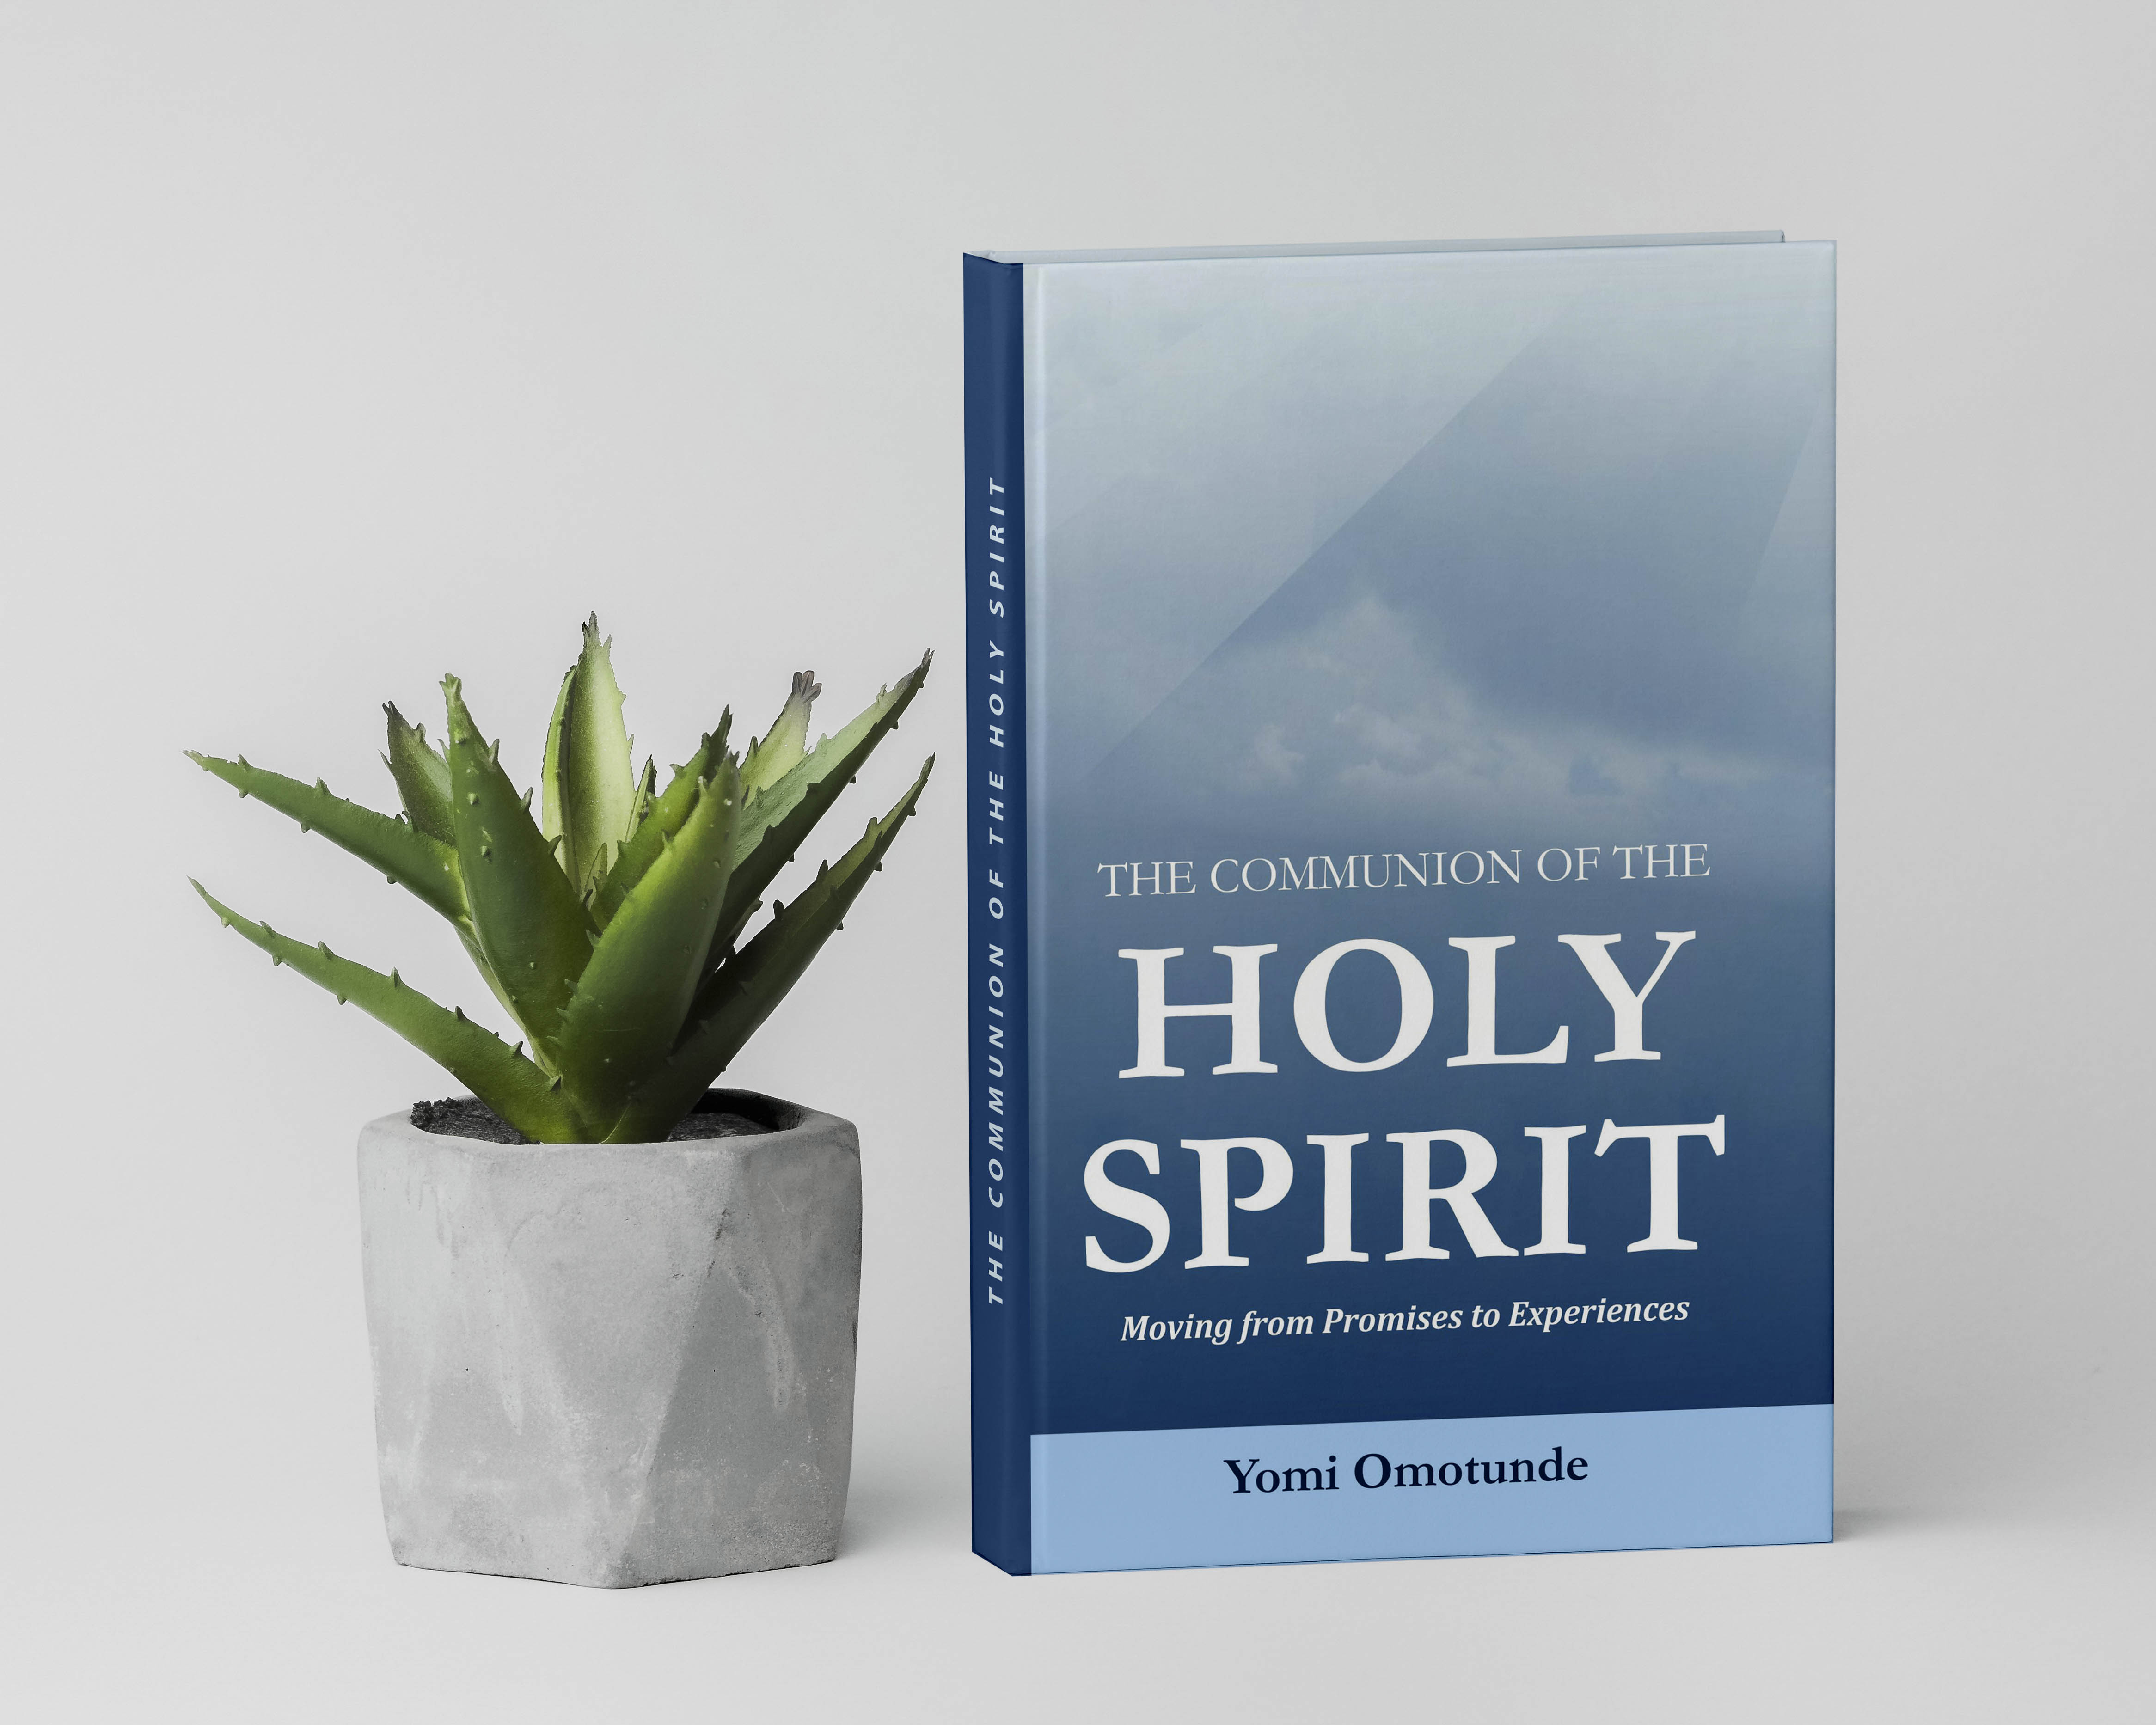 THE COMMUNION OF THE HOLY SPIRIT
THE COMMUNION OF THE
HOLY
SPIRIT
Moving from Promises to Experiences
Yomi Omotunde